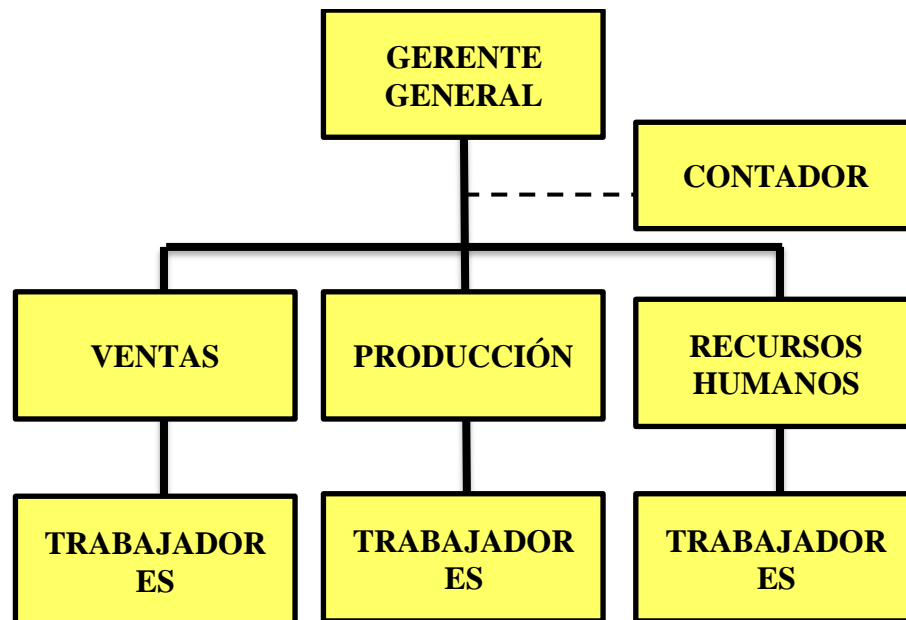 GERENTE
GENERAL
CONTADOR
VENTAS
PRODUCCIÓN
RECURSOS
HUMANOS
TRABAJADOR
ES
TRABAJADOR
ES
TRABAJADOR
ES